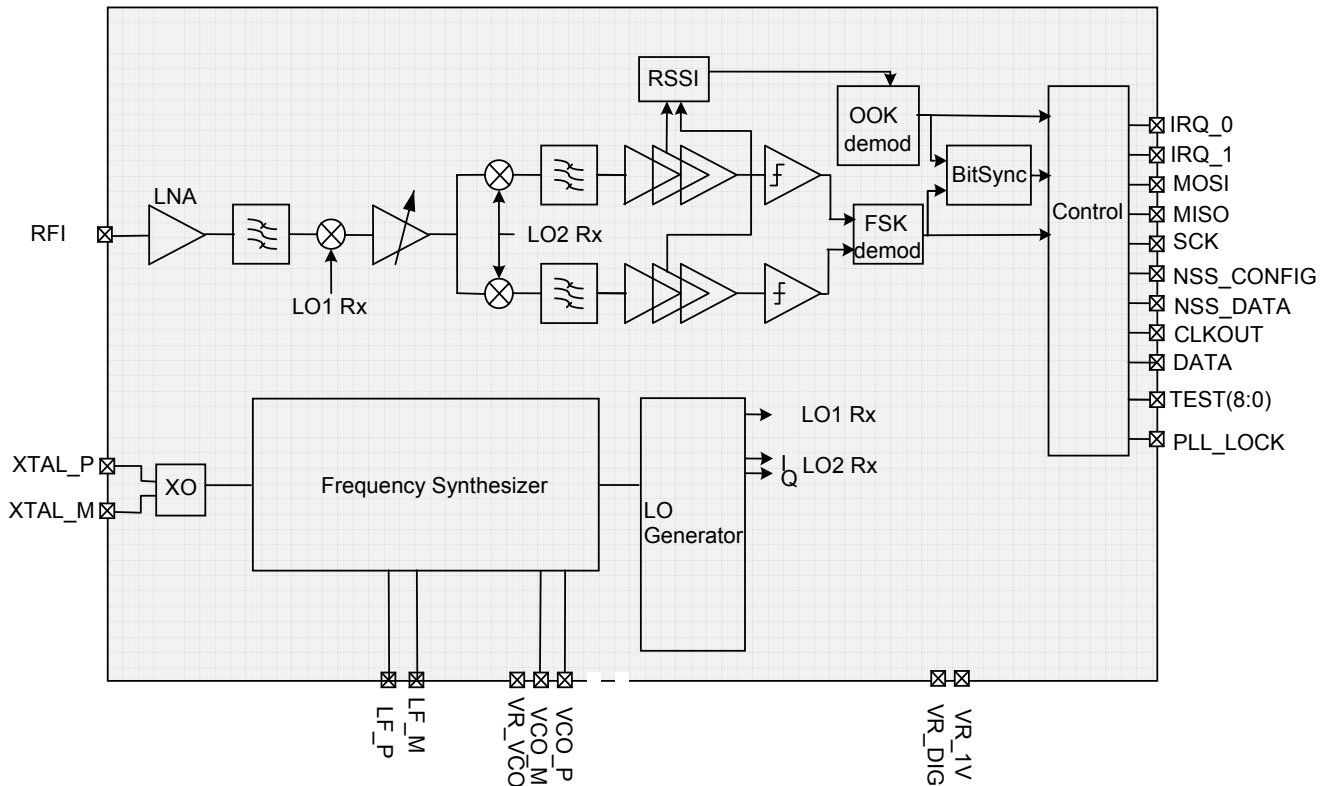 RSSI
OOK
demod
IRQ_0
IRQ_1
BitSync
MOSI
LNA
Control
MISO
RFI
LO2 Rx
FSK
demod
SCK
NSS_CONFIG
LO1 Rx
NSS_DATA
CLKOUT
DATA
TEST(8:0)
LO1 Rx
PLL_LOCK
XTAL_P
I
Q
LO2 Rx
XO
Frequency Synthesizer
XTAL_M
LO
Generator
LF_P
LF_M
VR_VCO
VCO_M
VCO_P
VR_DIG
VR_1V